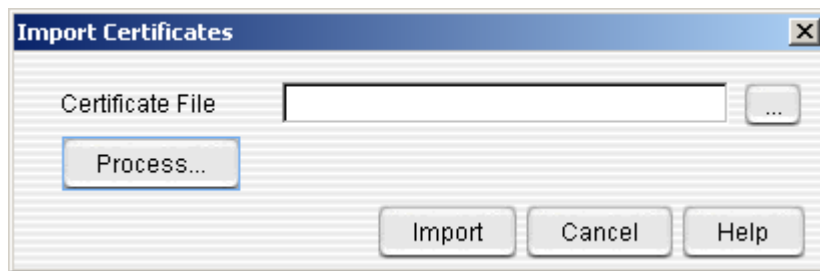 Import Certificates
Certificate File
...
Process...
Import Cancel Help